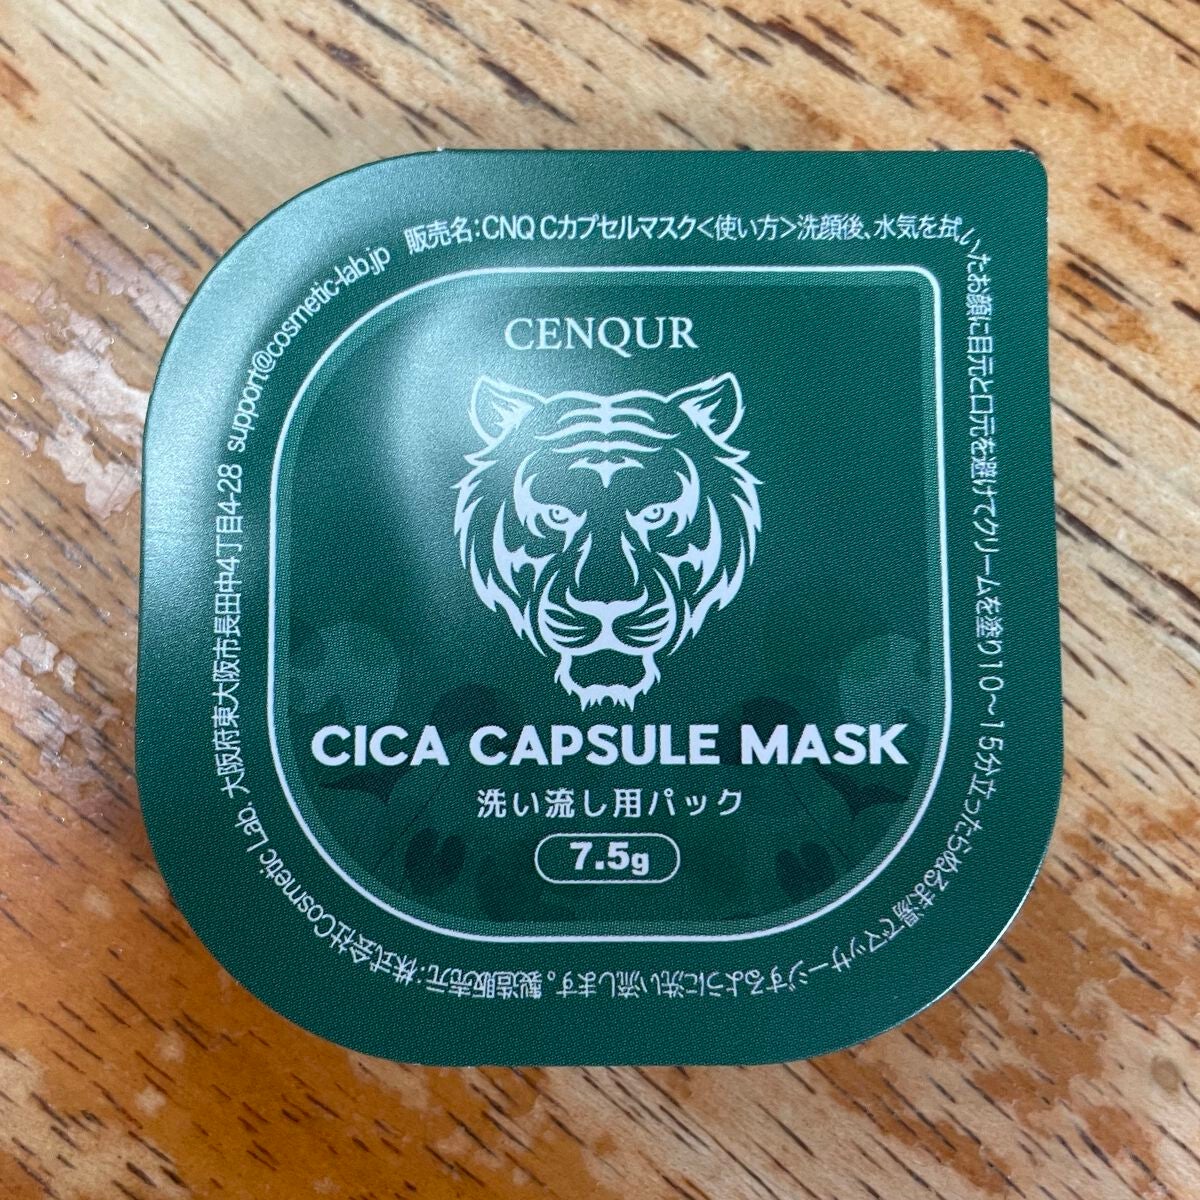 販売名:CNQ Cカプセルマスク<使い方>洗顔後、水気を拭いたお顔に目元と口元を避けてクリームを塗り10〜15分立ったらぬるま湯でマッサージするように洗い流します。製造販売元:株式会社Cosmetic Lab. 大阪府東大阪市長田中4丁目4-28 support@cosmetic-lab.jp
CENQUR
CICA CAPSULE MASK
洗い流し用パック
7.5g